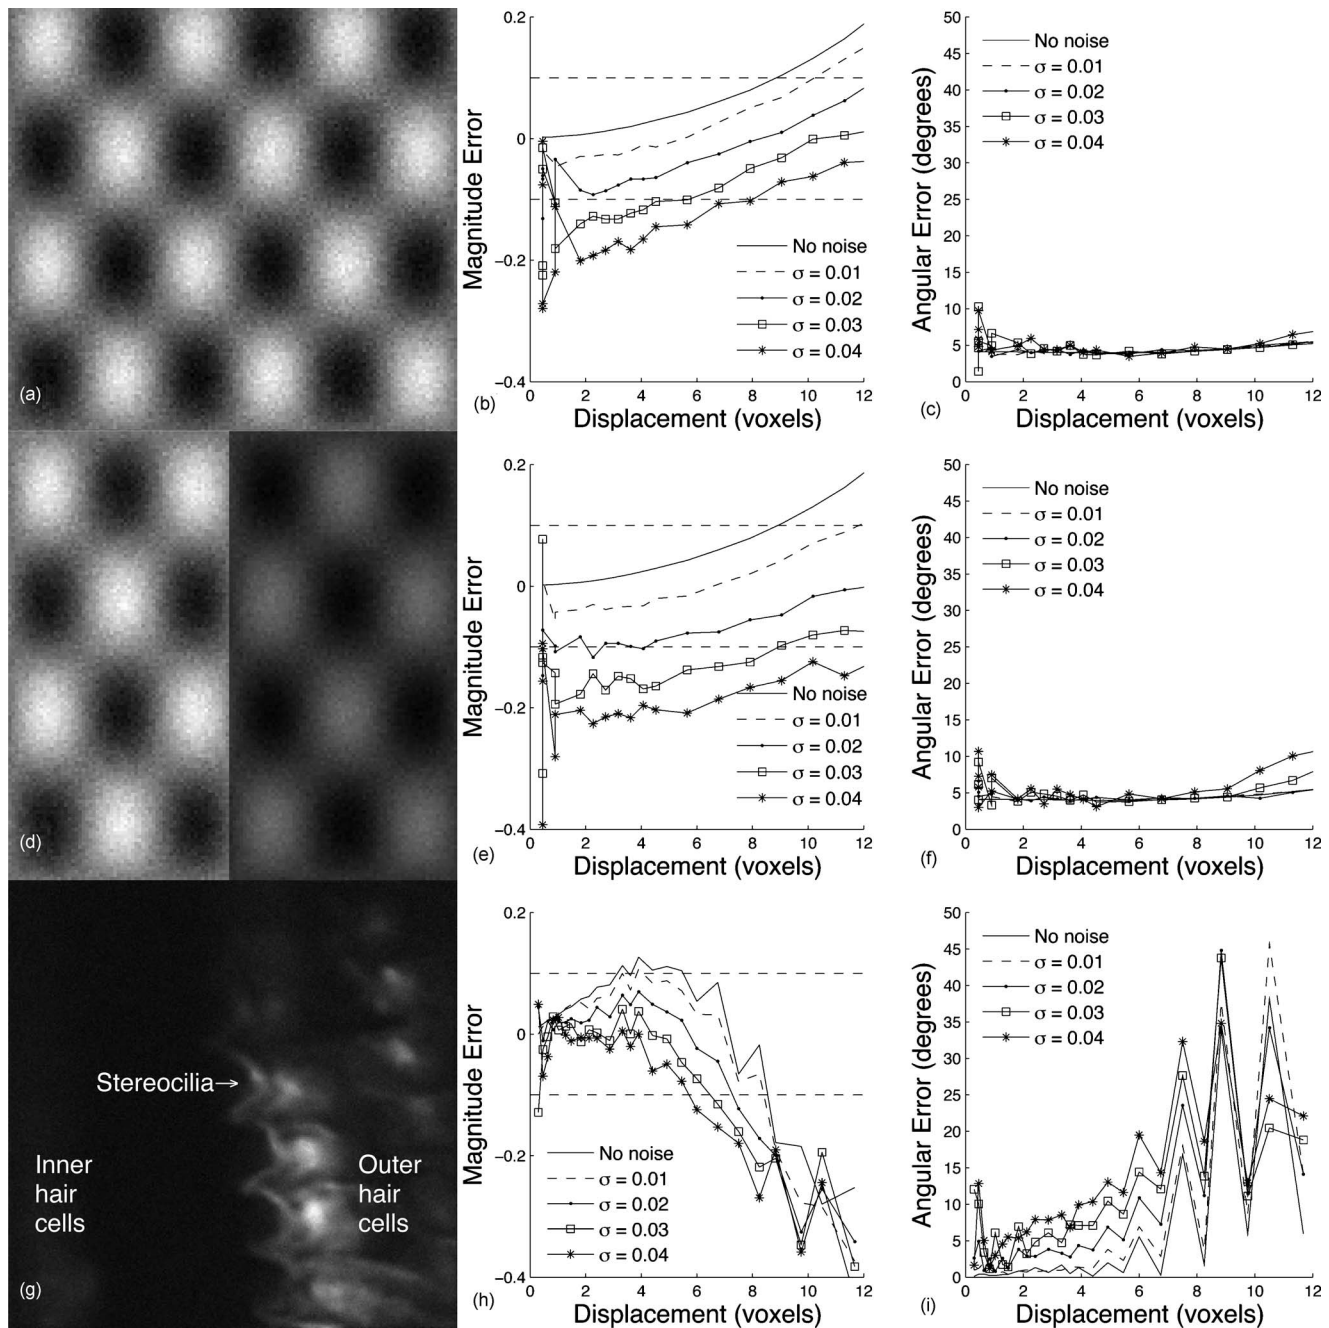 (a)
0.2
0
−0.2
−0.4
Magnitude Error
No noise
σ = 0.01
σ = 0.02
σ = 0.03
σ = 0.04
0 2 4 6 8 10 12
Displacement (voxels)
(b)
50
45
40
35
30
25
20
15
10
5
0
Angular Error (degrees)
No noise
σ = 0.01
σ = 0.02
σ = 0.03
σ = 0.04
0 2 4 6 8 10 12
Displacement (voxels)
(c)
(d)
0.2
0
−0.2
−0.4
Magnitude Error
No noise
σ = 0.01
σ = 0.02
σ = 0.03
σ = 0.04
0 2 4 6 8 10 12
Displacement (voxels)
(e)
50
45
40
35
30
25
20
15
10
5
0
Angular Error (degrees)
No noise
σ = 0.01
σ = 0.02
σ = 0.03
σ = 0.04
0 2 4 6 8 10 12
Displacement (voxels)
(f)
Stereocilia→
Inner
hair
cells
Outer
hair
cells
(g)
0.2
0
−0.2
−0.4
Magnitude Error
No noise
σ = 0.01
σ = 0.02
σ = 0.03
σ = 0.04
0 2 4 6 8 10 12
Displacement (voxels)
(h)
50
45
40
35
30
25
20
15
10
5
0
Angular Error (degrees)
No noise
σ = 0.01
σ = 0.02
σ = 0.03
σ = 0.04
0 2 4 6 8 10 12
Displacement (voxels)
(i)